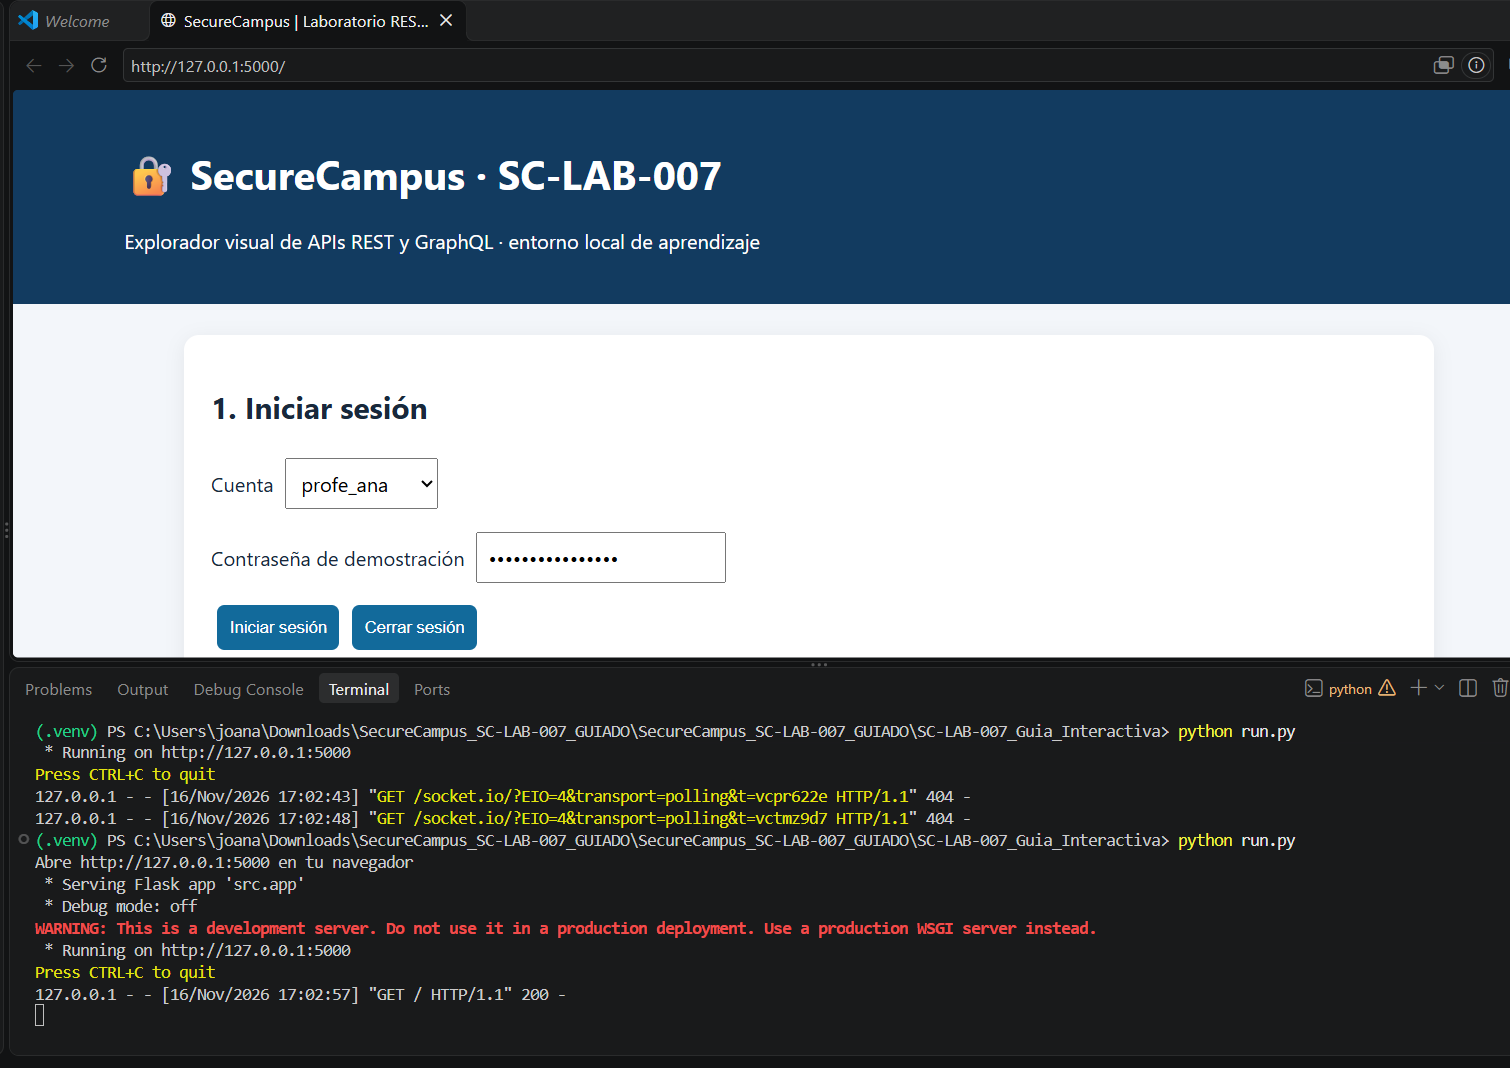 Welcome
SecureCampus | Laboratorio RES...
http://127.0.0.1:5000/
SecureCampus · SC-LAB-007
Explorador visual de APIs REST y GraphQL · entorno local de aprendizaje
1. Iniciar sesión
Cuenta profe_ana
Contraseña de demostración ••••••••••••••••
Iniciar sesión Cerrar sesión
Problems Output Debug Console Terminal Ports python
(.venv) PS C:\Users\joana\Downloads\SecureCampus_SC-LAB-007_GUIADO\SecureCampus_SC-LAB-007_GUIADO\SC-LAB-007_Guia_Interactiva> python run.py
* Running on http://127.0.0.1:5000
Press CTRL+C to quit
127.0.0.1 - - [16/Nov/2026 17:02:43] "GET /socket.io/?EIO=4&transport=polling&t=vcpr622e HTTP/1.1" 404 -
127.0.0.1 - - [16/Nov/2026 17:02:48] "GET /socket.io/?EIO=4&transport=polling&t=vctmz9d7 HTTP/1.1" 404 -
(.venv) PS C:\Users\joana\Downloads\SecureCampus_SC-LAB-007_GUIADO\SecureCampus_SC-LAB-007_GUIADO\SC-LAB-007_Guia_Interactiva> python run.py
Abre http://127.0.0.1:5000 en tu navegador
* Serving Flask app 'src.app'
* Debug mode: off
WARNING: This is a development server. Do not use it in a production deployment. Use a production WSGI server instead.
* Running on http://127.0.0.1:5000
Press CTRL+C to quit
127.0.0.1 - - [16/Nov/2026 17:02:57] "GET / HTTP/1.1" 200 -